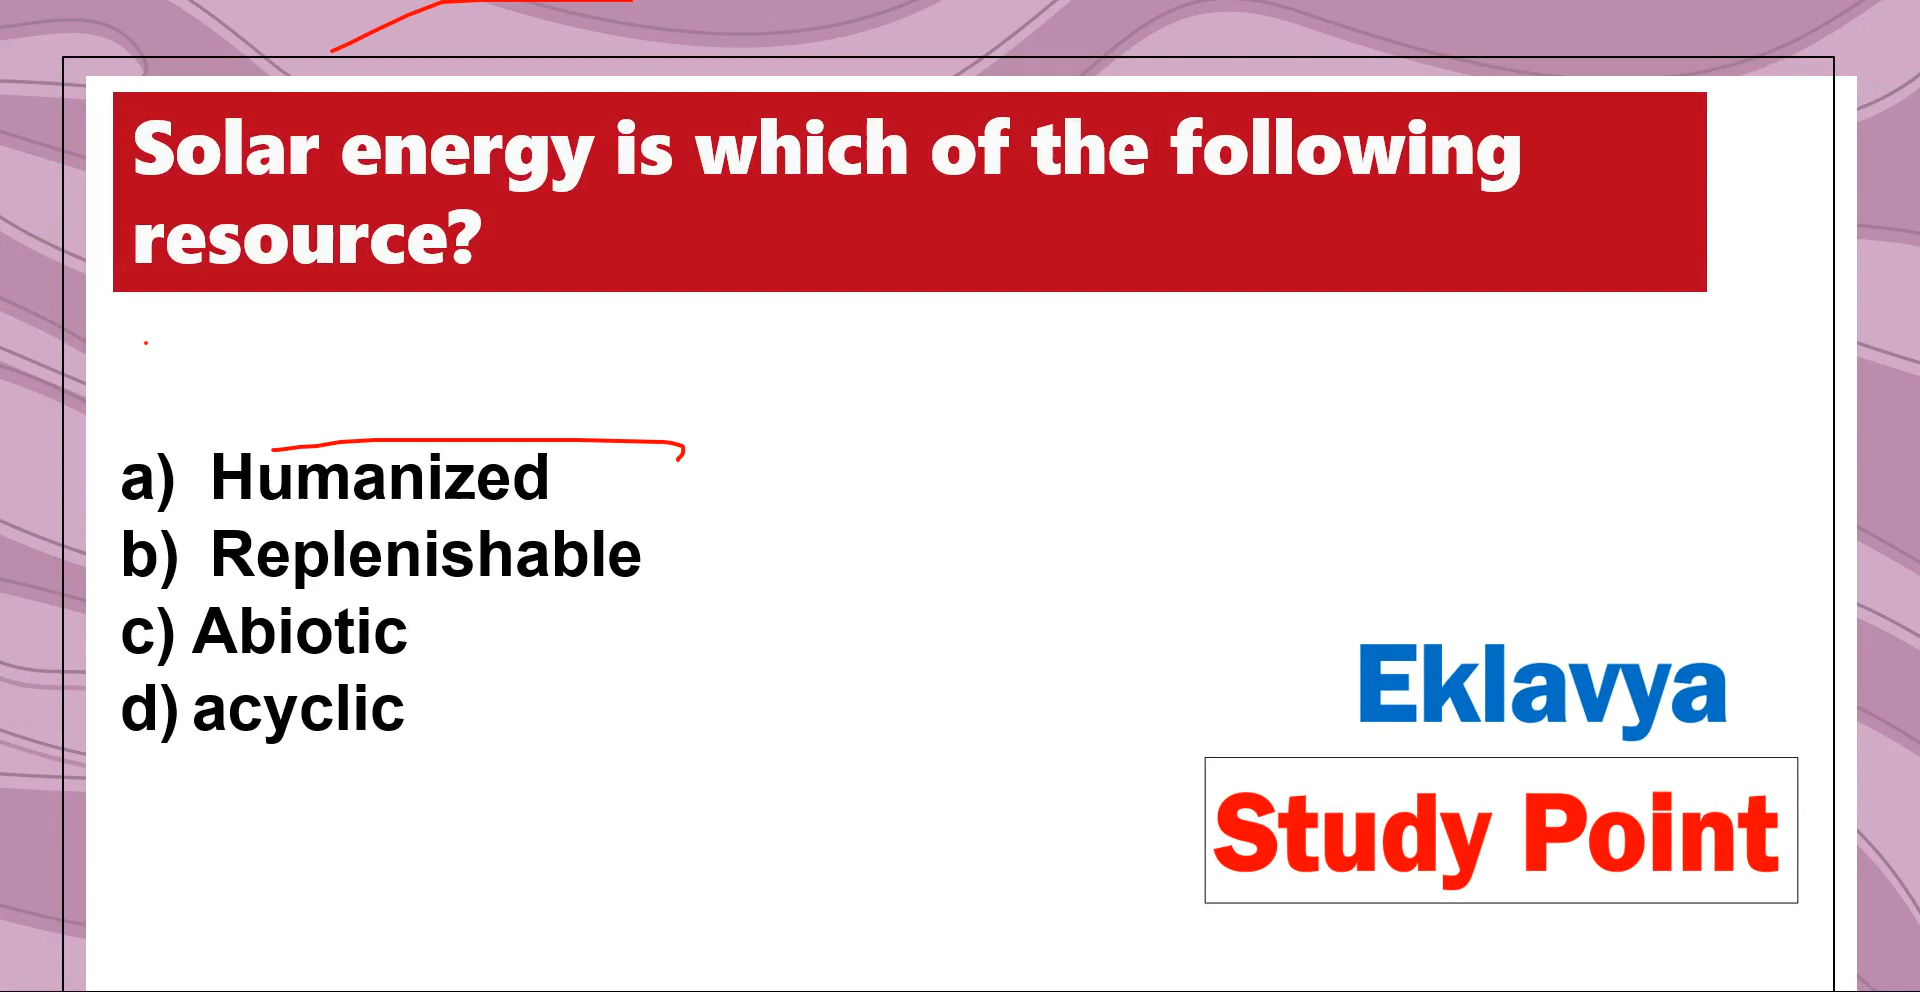 Solar energy is which of the following
resource?
a) Humanized
b) Replenishable
c) Abiotic
d) acyclic
Eklavya
Study Point